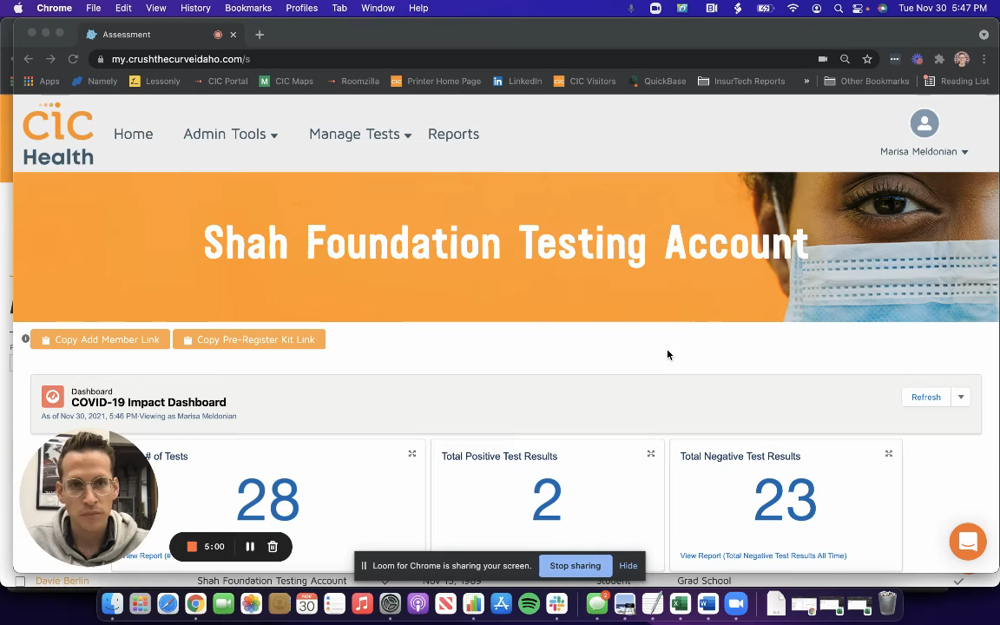 Chrome File Edit View History Bookmarks Profiles Tab Window Help Tue Nov 30 5:47 PM
Assessment
my.crushthecurveidaho.com/s
Apps Namely Lessonly CIC Portal CIC Maps Roomzilla Printer Home Page LinkedIn CIC Visitors QuickBase InsurTech Reports » Other Bookmarks Reading List
CIC Health
Home Admin Tools Manage Tests Reports
Marisa Meldonian
Shah Foundation Testing Account
Copy Add Member Link Copy Pre-Register Kit Link
Dashboard
COVID-19 Impact Dashboard
As of Nov 30, 2021, 5:46 PM·Viewing as Marisa Meldonian
Refresh
# of Tests Total Positive Test Results Total Negative Test Results
28 2 23
5:00
View Report (Total Negative Test Results All Time)
Loom for Chrome is sharing your screen. Stop sharing Hide
Davie Berlin Shah Foundation Testing Account Nov 15, 1989 Student Grad School
NOV
30
2